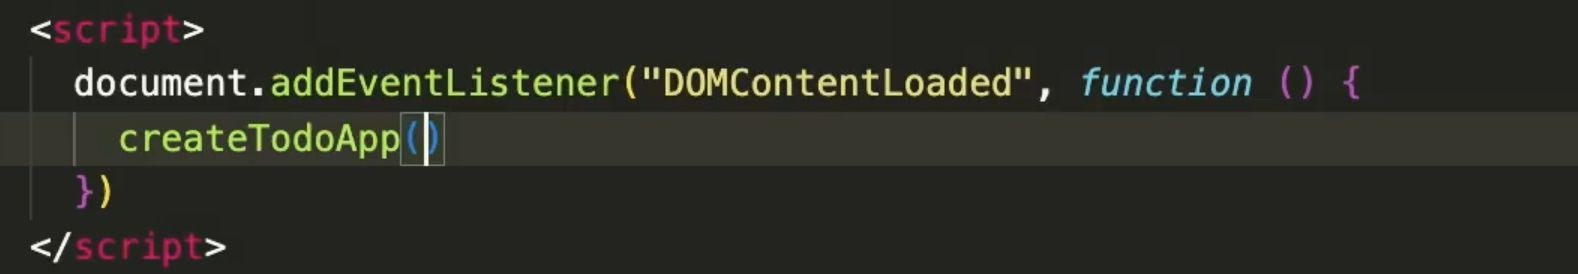 <script>
document.addEventListener("DOMContentLoaded", function () {
createTodoApp()
})
</script>